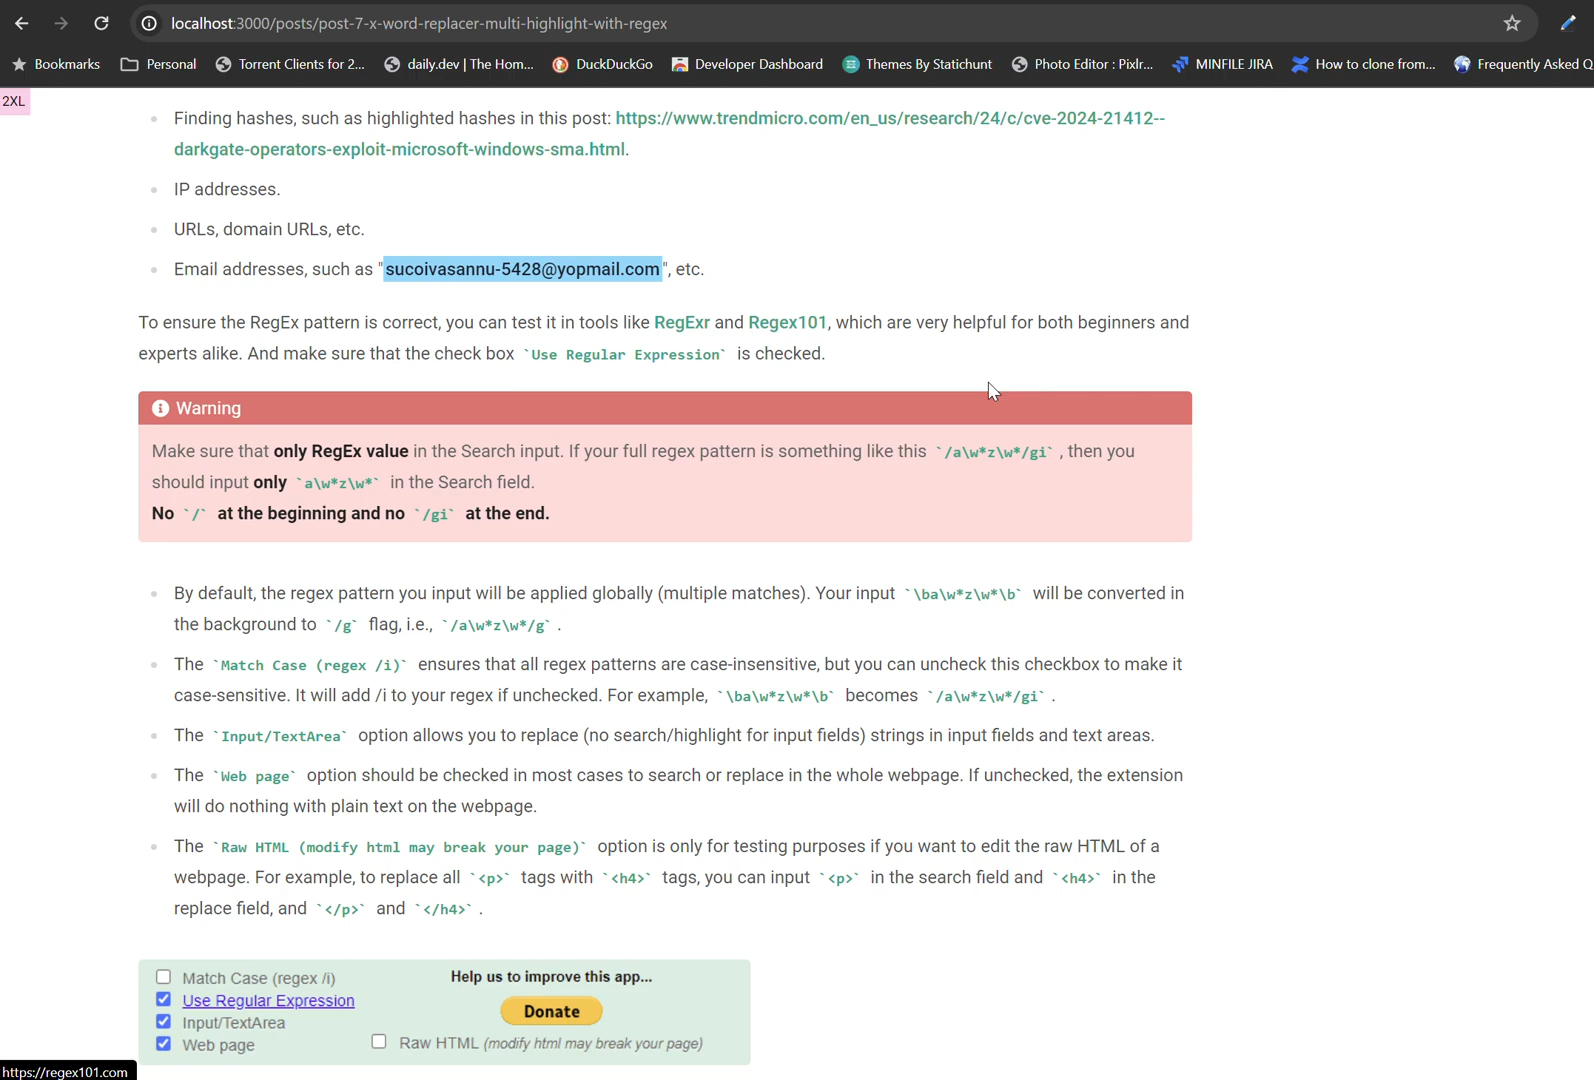 localhost:3000/posts/post-7-x-word-replacer-multi-highlight-with-regex
Bookmarks Personal Torrent Clients for 2... daily.dev | The Hom... DuckDuckGo Developer Dashboard Themes By Statichunt Photo Editor : Pixlr... MINFILE JIRA How to clone from... Frequently Asked Q
2XL
Finding hashes, such as highlighted hashes in this post: https://www.trendmicro.com/en_us/research/24/c/cve-2024-21412--
darkgate-operators-exploit-microsoft-windows-sma.html.
IP addresses.
URLs, domain URLs, etc.
Email addresses, such as "sucoivasannu-5428@yopmail.com", etc.
To ensure the RegEx pattern is correct, you can test it in tools like RegExr and Regex101, which are very helpful for both beginners and
experts alike. And make sure that the check box `Use Regular Expression` is checked.
Warning
Make sure that only RegEx value in the Search input. If your full regex pattern is something like this `/a\w*z\w*/gi` , then you
should input only `a\w*z\w*` in the Search field.
No `/` at the beginning and no `/gi` at the end.
By default, the regex pattern you input will be applied globally (multiple matches). Your input `\ba\w*z\w*\b` will be converted in
the background to `/g` flag, i.e., `/a\w*z\w*/g` .
The `Match Case (regex /i)` ensures that all regex patterns are case-insensitive, but you can uncheck this checkbox to make it
case-sensitive. It will add /i to your regex if unchecked. For example, `\ba\w*z\w*\b` becomes `/a\w*z\w*/gi` .
The `Input/TextArea` option allows you to replace (no search/highlight for input fields) strings in input fields and text areas.
The `Web page` option should be checked in most cases to search or replace in the whole webpage. If unchecked, the extension
will do nothing with plain text on the webpage.
The `Raw HTML (modify html may break your page)` option is only for testing purposes if you want to edit the raw HTML of a
webpage. For example, to replace all `<p>` tags with `<h4>` tags, you can input `<p>` in the search field and `<h4>` in the
replace field, and `</p>` and `</h4>` .
Match Case (regex /i) Help us to improve this app...
Use Regular Expression
Donate
Input/TextArea
Web page Raw HTML (modify html may break your page)
https://regex101.com